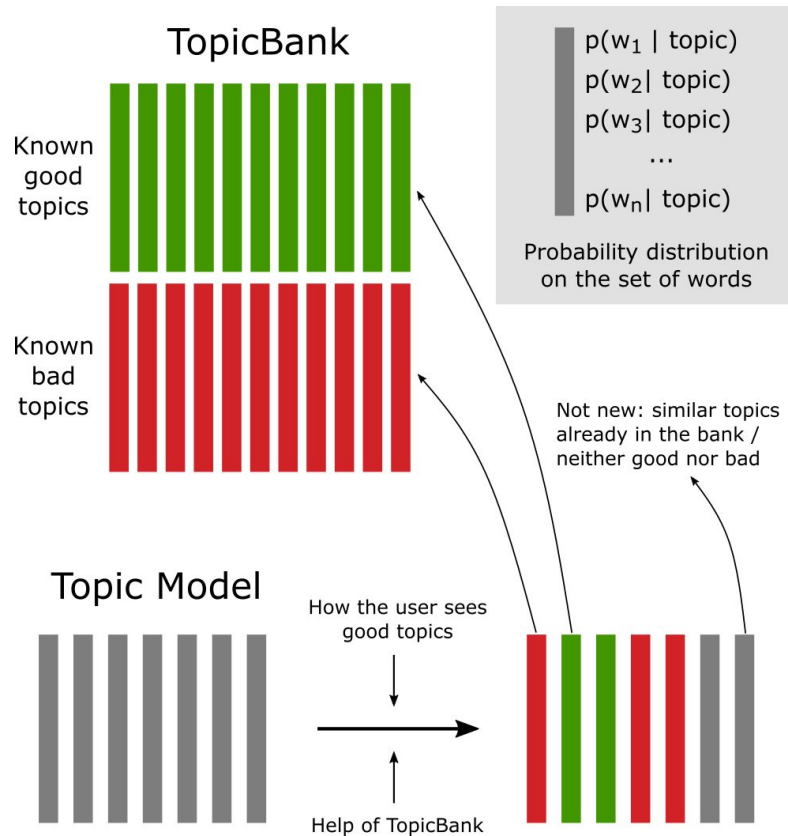 TopicBank
Known
good
topics
Known
bad
topics
p(w₁ | topic)
p(w₂ | topic)
p(w₃ | topic)
...
p(wₙ | topic)
Probability distribution
on the set of words
Not new: similar topics
already in the bank /
neither good nor bad
Topic Model
How the user sees
good topics
Help of TopicBank